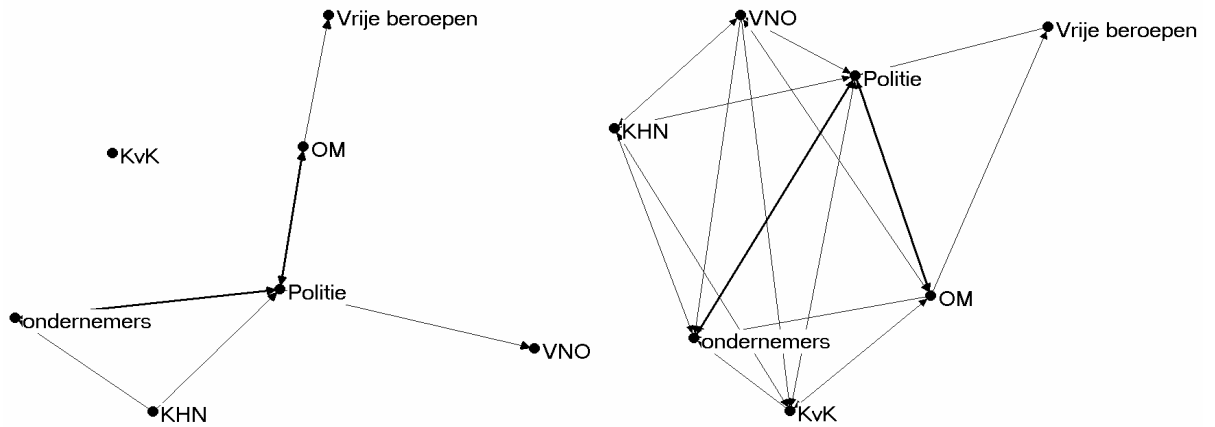 Vrije beroepen
KvK
OM
Politie
ondernemers
VNO
KHN
VNO
Vrije beroepen
Politie
KHN
OM
ondernemers
KvK